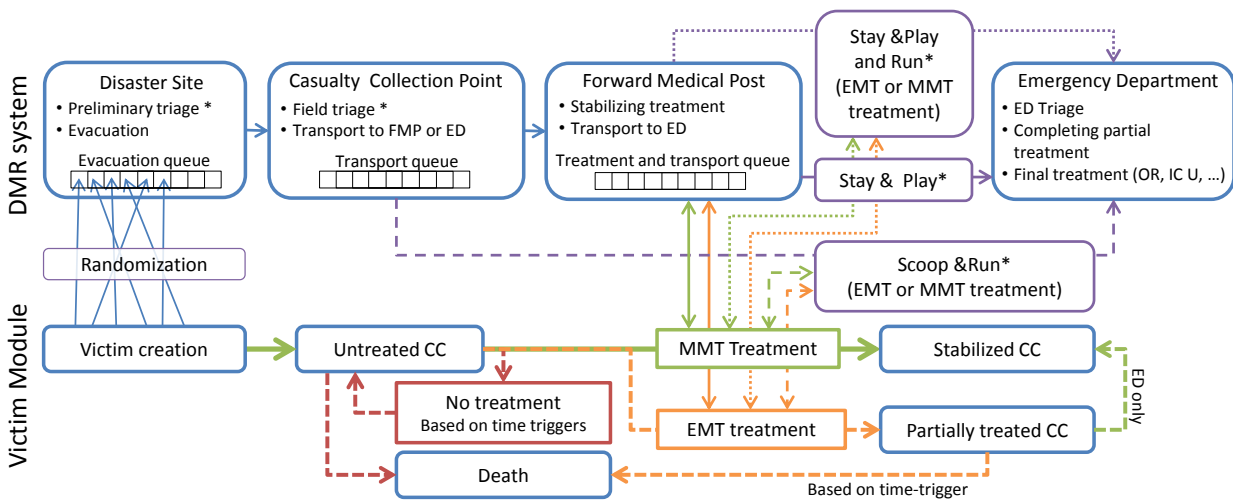 DMR system
Disaster Site
• Preliminary triage *
• Evacuation
Evacuation queue
Casualty Collection Point
• Field triage *
• Transport to FMP or ED
Transport queue
Forward Medical Post
• Stabilizing treatment
• Transport to ED
Treatment and transport queue
Stay &Play
and Run*
(EMT or MMT
treatment)
Stay & Play*
Emergency Department
• ED Triage
• Completing partial
treatment
• Final treatment (OR, IC U, ...)
Randomization
Scoop &Run*
(EMT or MMT treatment)
Victim Module
Victim creation
Untreated CC
MMT Treatment
Stabilized CC
No treatment
Based on time triggers
EMT treatment
Partially treated CC
ED only
Death
Based on time-trigger